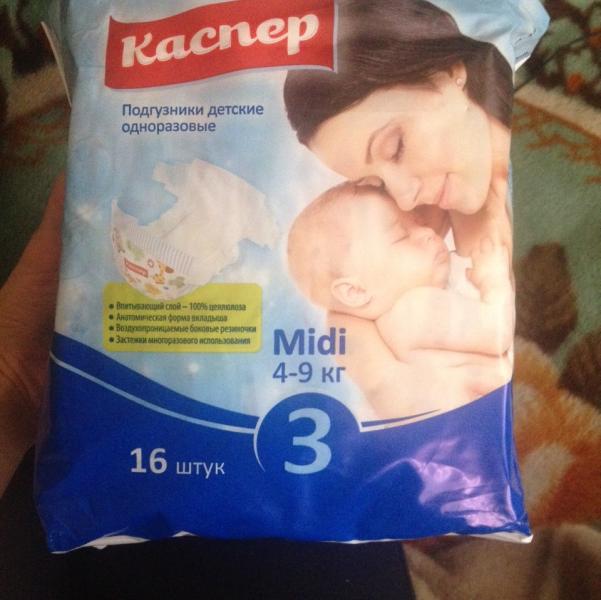 Каспер
Подгузники детские
одноразовые
Каспер
• Впитывающий слой – 100% целлюлоза
• Анатомическая форма вкладыша
• Воздухопроницаемые боковые резиночки
• Застежки многоразового использования
Midi
4-9 кг
3
16 штук